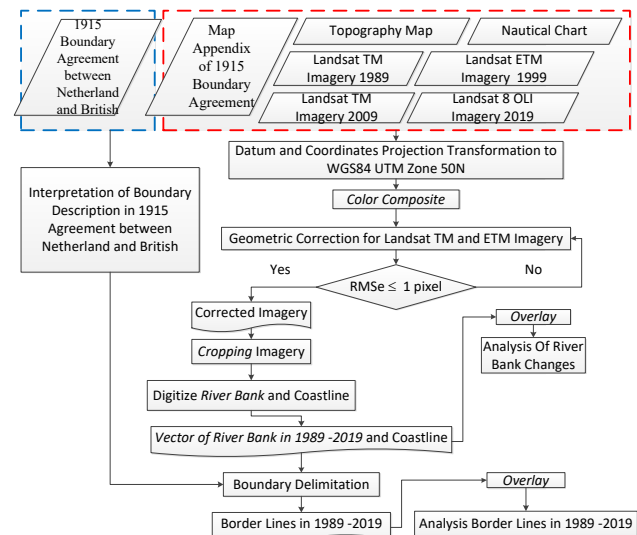 1915
Boundary
Agreement
between
Netherland
and British
Map
Appendix
of 1915
Boundary
Agreement
Topography Map
Nautical Chart
Landsat TM
Imagery 1989
Landsat ETM
Imagery 1999
Landsat TM
Imagery 2009
Landsat 8 OLI
Imagery 2019
Datum and Coordinates Projection Transformation to
WGS84 UTM Zone 50N
Interpretation of Boundary
Description in 1915
Agreement between
Netherland and British
Color Composite
Geometric Correction for Landsat TM and ETM Imagery
Yes
No
RMSe ≤ 1 pixel
Corrected Imagery
Overlay
Cropping Imagery
Analysis Of River
Bank Changes
Digitize River Bank and Coastline
Vector of River Bank in 1989 -2019 and Coastline
Boundary Delimitation
Overlay
Border Lines in 1989 -2019
Analysis Border Lines in 1989 -2019